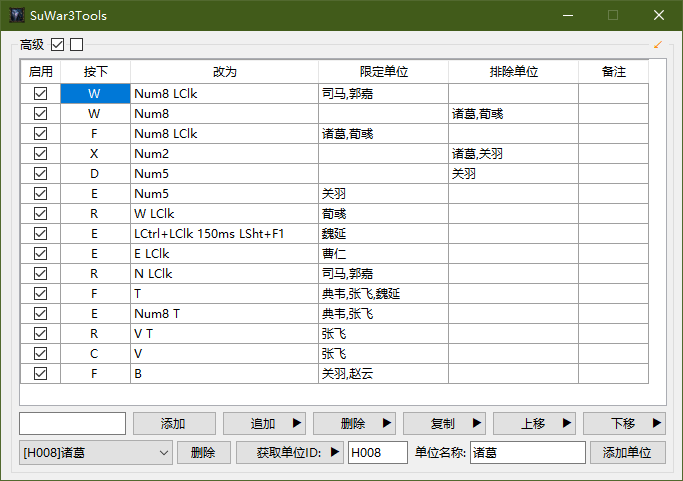 SuWar3Tools
高级
启用 按下 改为 限定单位 排除单位 备注
W Num8 LClk 司马,郭嘉
W Num8 诸葛,荀彧
F Num8 LClk 诸葛,荀彧
X Num2 诸葛,关羽
D Num5 关羽
E Num5 关羽
R W LClk 荀彧
E LCtrl+LClk 150ms LSht+F1 魏延
E E LClk 曹仁
R N LClk 司马,郭嘉
F T 典韦,张飞,魏延
E Num8 T 典韦,张飞
R V T 张飞
C V 张飞
F B 关羽,赵云
添加 追加 删除 复制 上移 下移
[H008]诸葛 删除 获取单位ID: H008 单位名称: 诸葛 添加单位